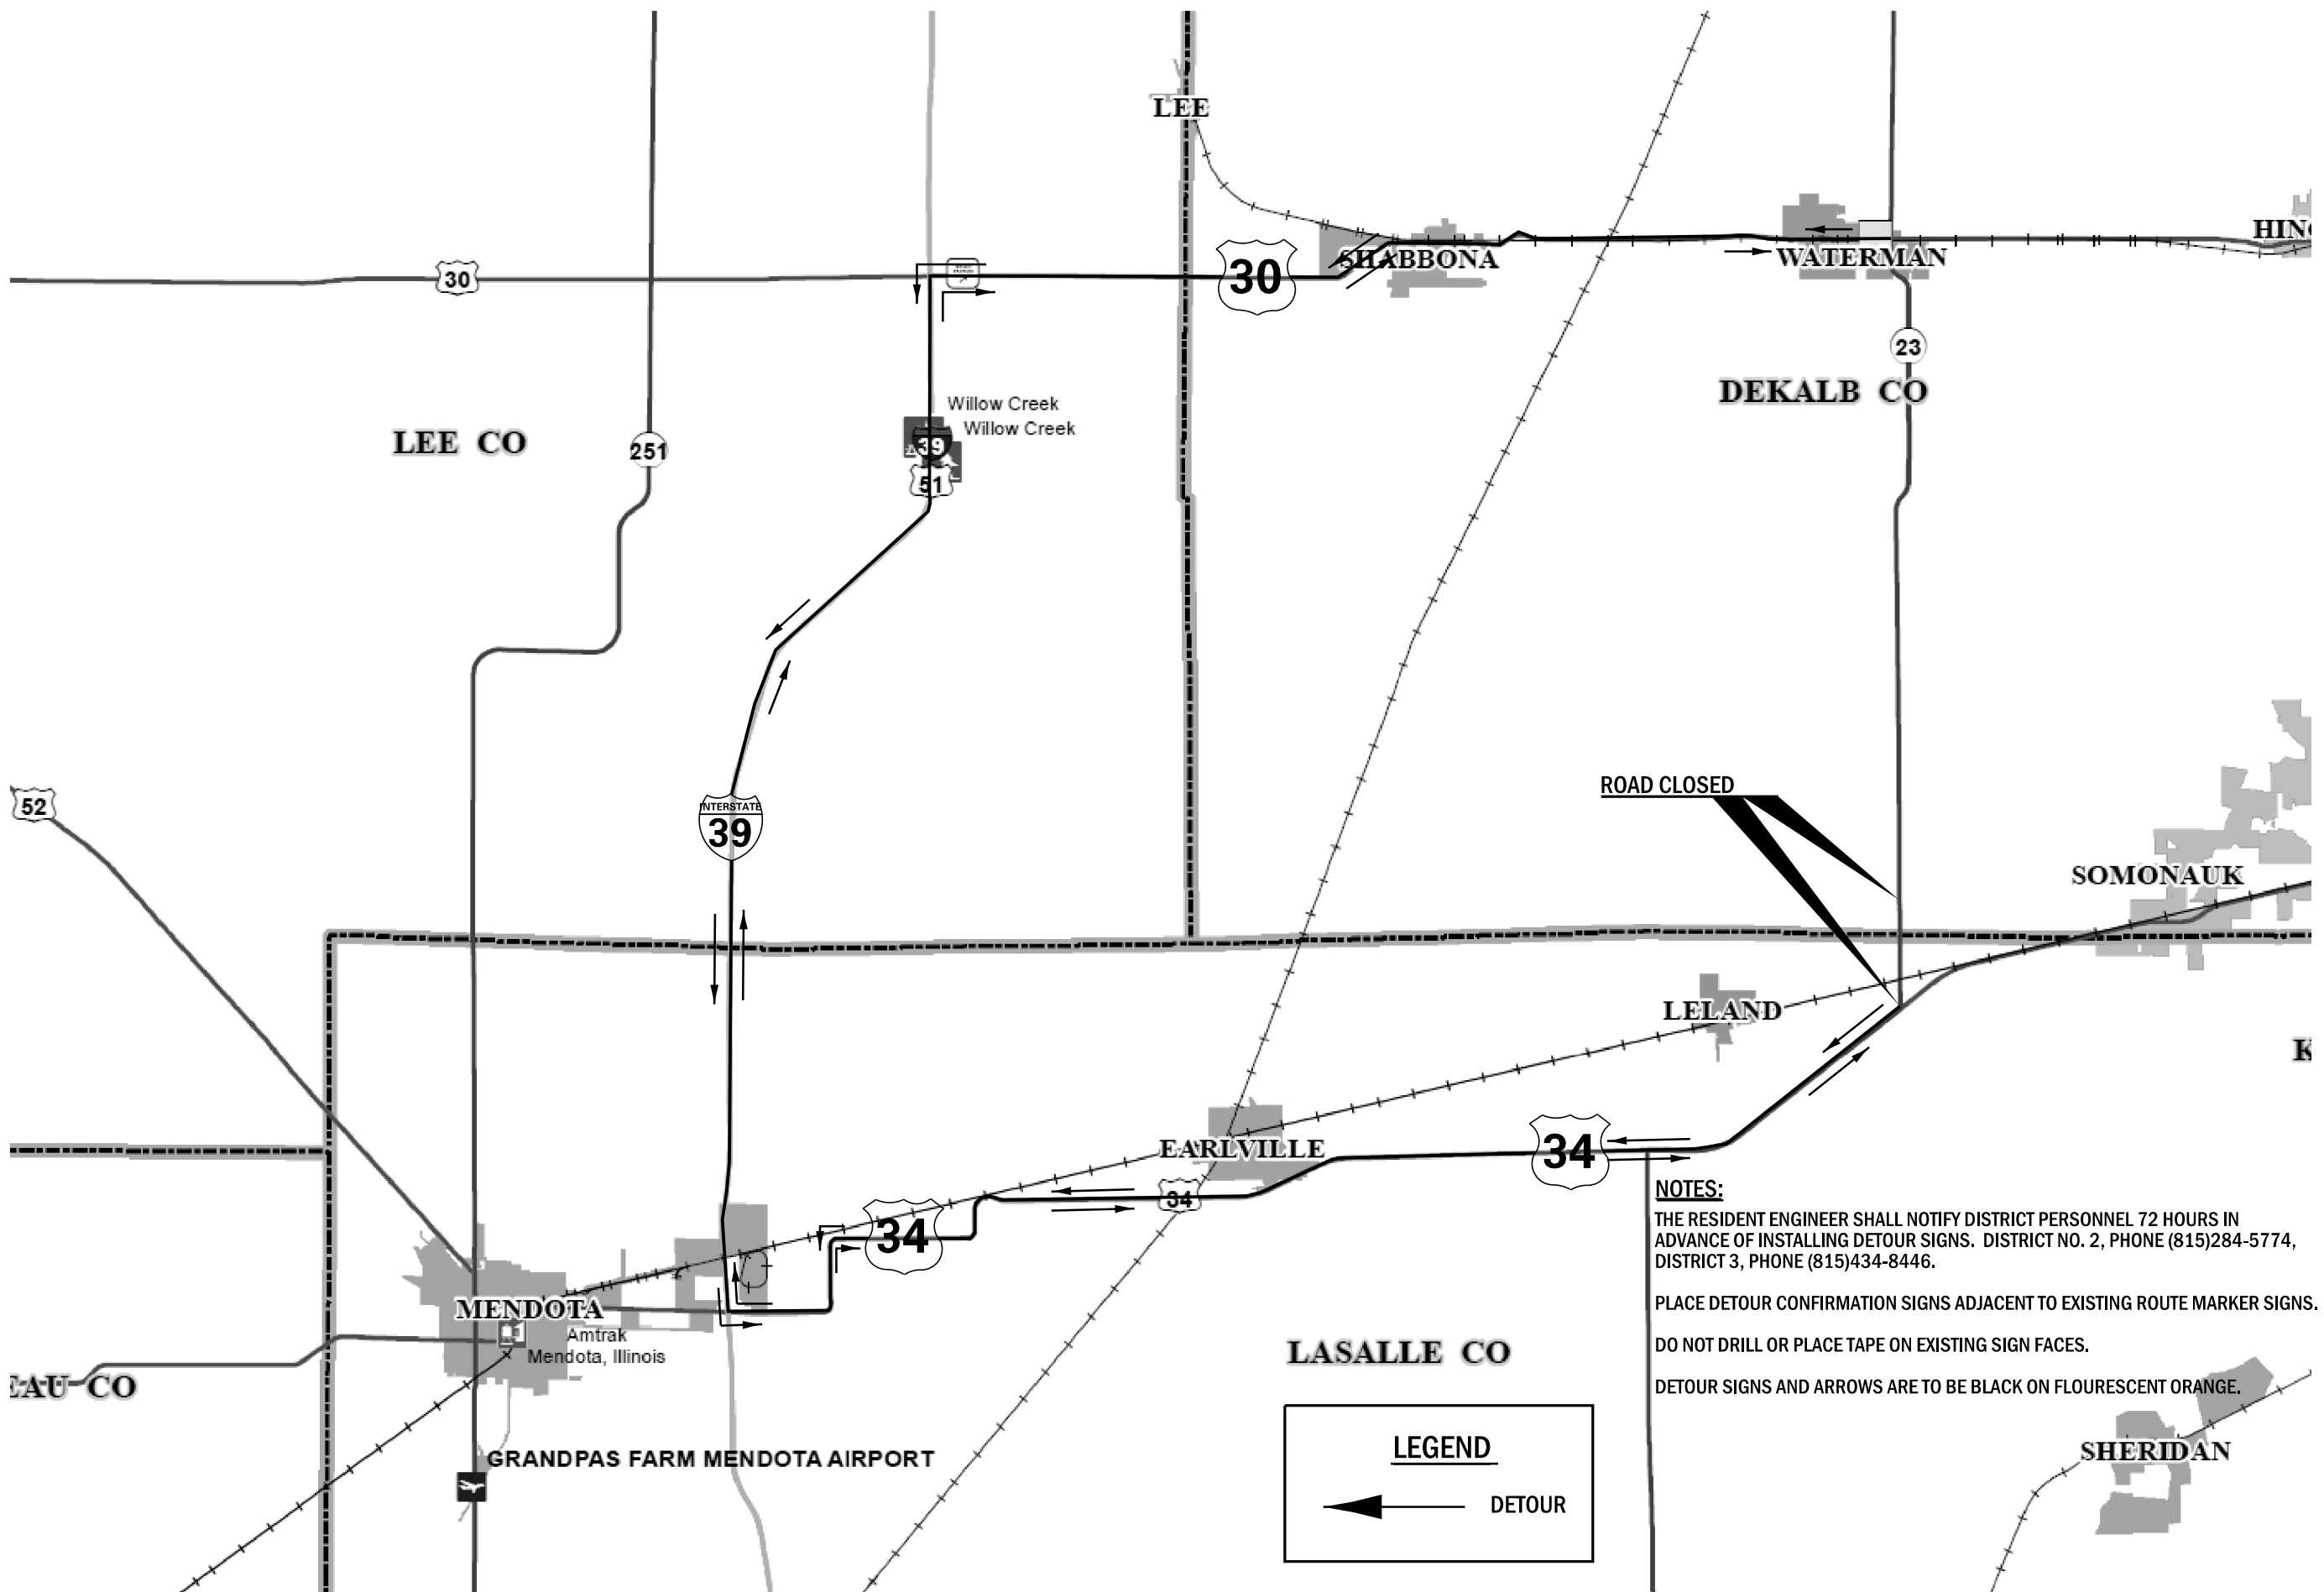 LEE
HIN
SHABBONA
WATERMAN
30
30
23
DEKALB CO
Willow Creek
Willow Creek
LEE CO
251
39
51
ROAD CLOSED
52
INTERSTATE
39
SOMONAUK
LELAND
K
EARLVILLE
34
34
34
NOTES:
THE RESIDENT ENGINEER SHALL NOTIFY DISTRICT PERSONNEL 72 HOURS IN
ADVANCE OF INSTALLING DETOUR SIGNS. DISTRICT NO. 2, PHONE (815)284-5774,
DISTRICT 3, PHONE (815)434-8446.
PLACE DETOUR CONFIRMATION SIGNS ADJACENT TO EXISTING ROUTE MARKER SIGNS.
DO NOT DRILL OR PLACE TAPE ON EXISTING SIGN FACES.
DETOUR SIGNS AND ARROWS ARE TO BE BLACK ON FLOURESCENT ORANGE.
MENDOTA
Amtrak
Mendota, Illinois
LASALLE CO
EAU CO
GRANDPAS FARM MENDOTA AIRPORT
LEGEND
DETOUR
SHERIDAN